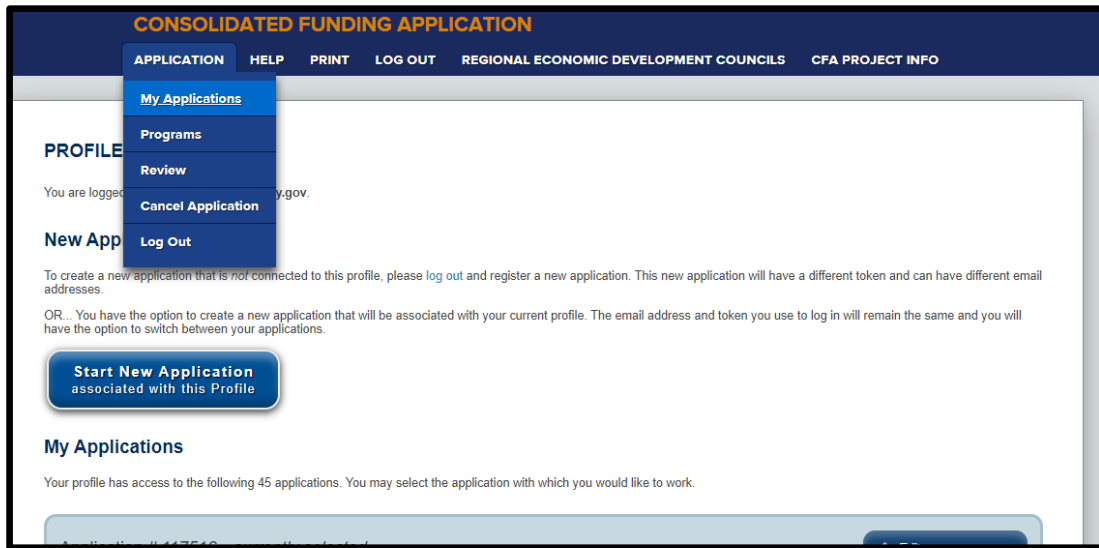 CONSOLIDATED FUNDING APPLICATION
APPLICATION HELP PRINT LOG OUT REGIONAL ECONOMIC DEVELOPMENT COUNCILS CFA PROJECT INFO
My Applications
Programs
PROFILE
Review
You are logged y.gov.
Cancel Application
New App
Log Out
To create a new application that is not connected to this profile, please log out and register a new application. This new application will have a different token and can have different email
addresses.
OR... You have the option to create a new application that will be associated with your current profile. The email address and token you use to log in will remain the same and you will
have the option to switch between your applications.
Start New Application
associated with this Profile
My Applications
Your profile has access to the following 45 applications. You may select the application with which you would like to work.